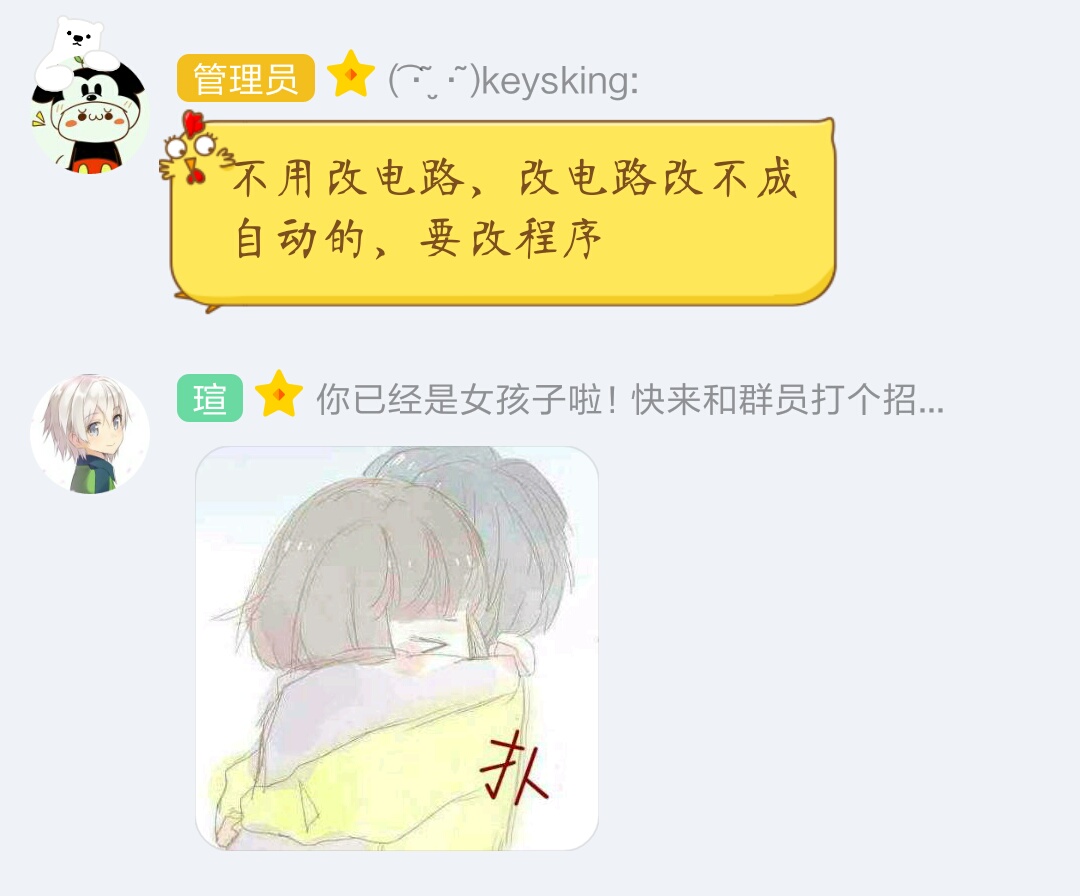 管理员 ( ͡˘ ˬ ͡˘)keysking:
不用改电路、改电路改不成
自动的、要改程序
瑄 你已经是女孩子啦！快来和群员打个招...
扑